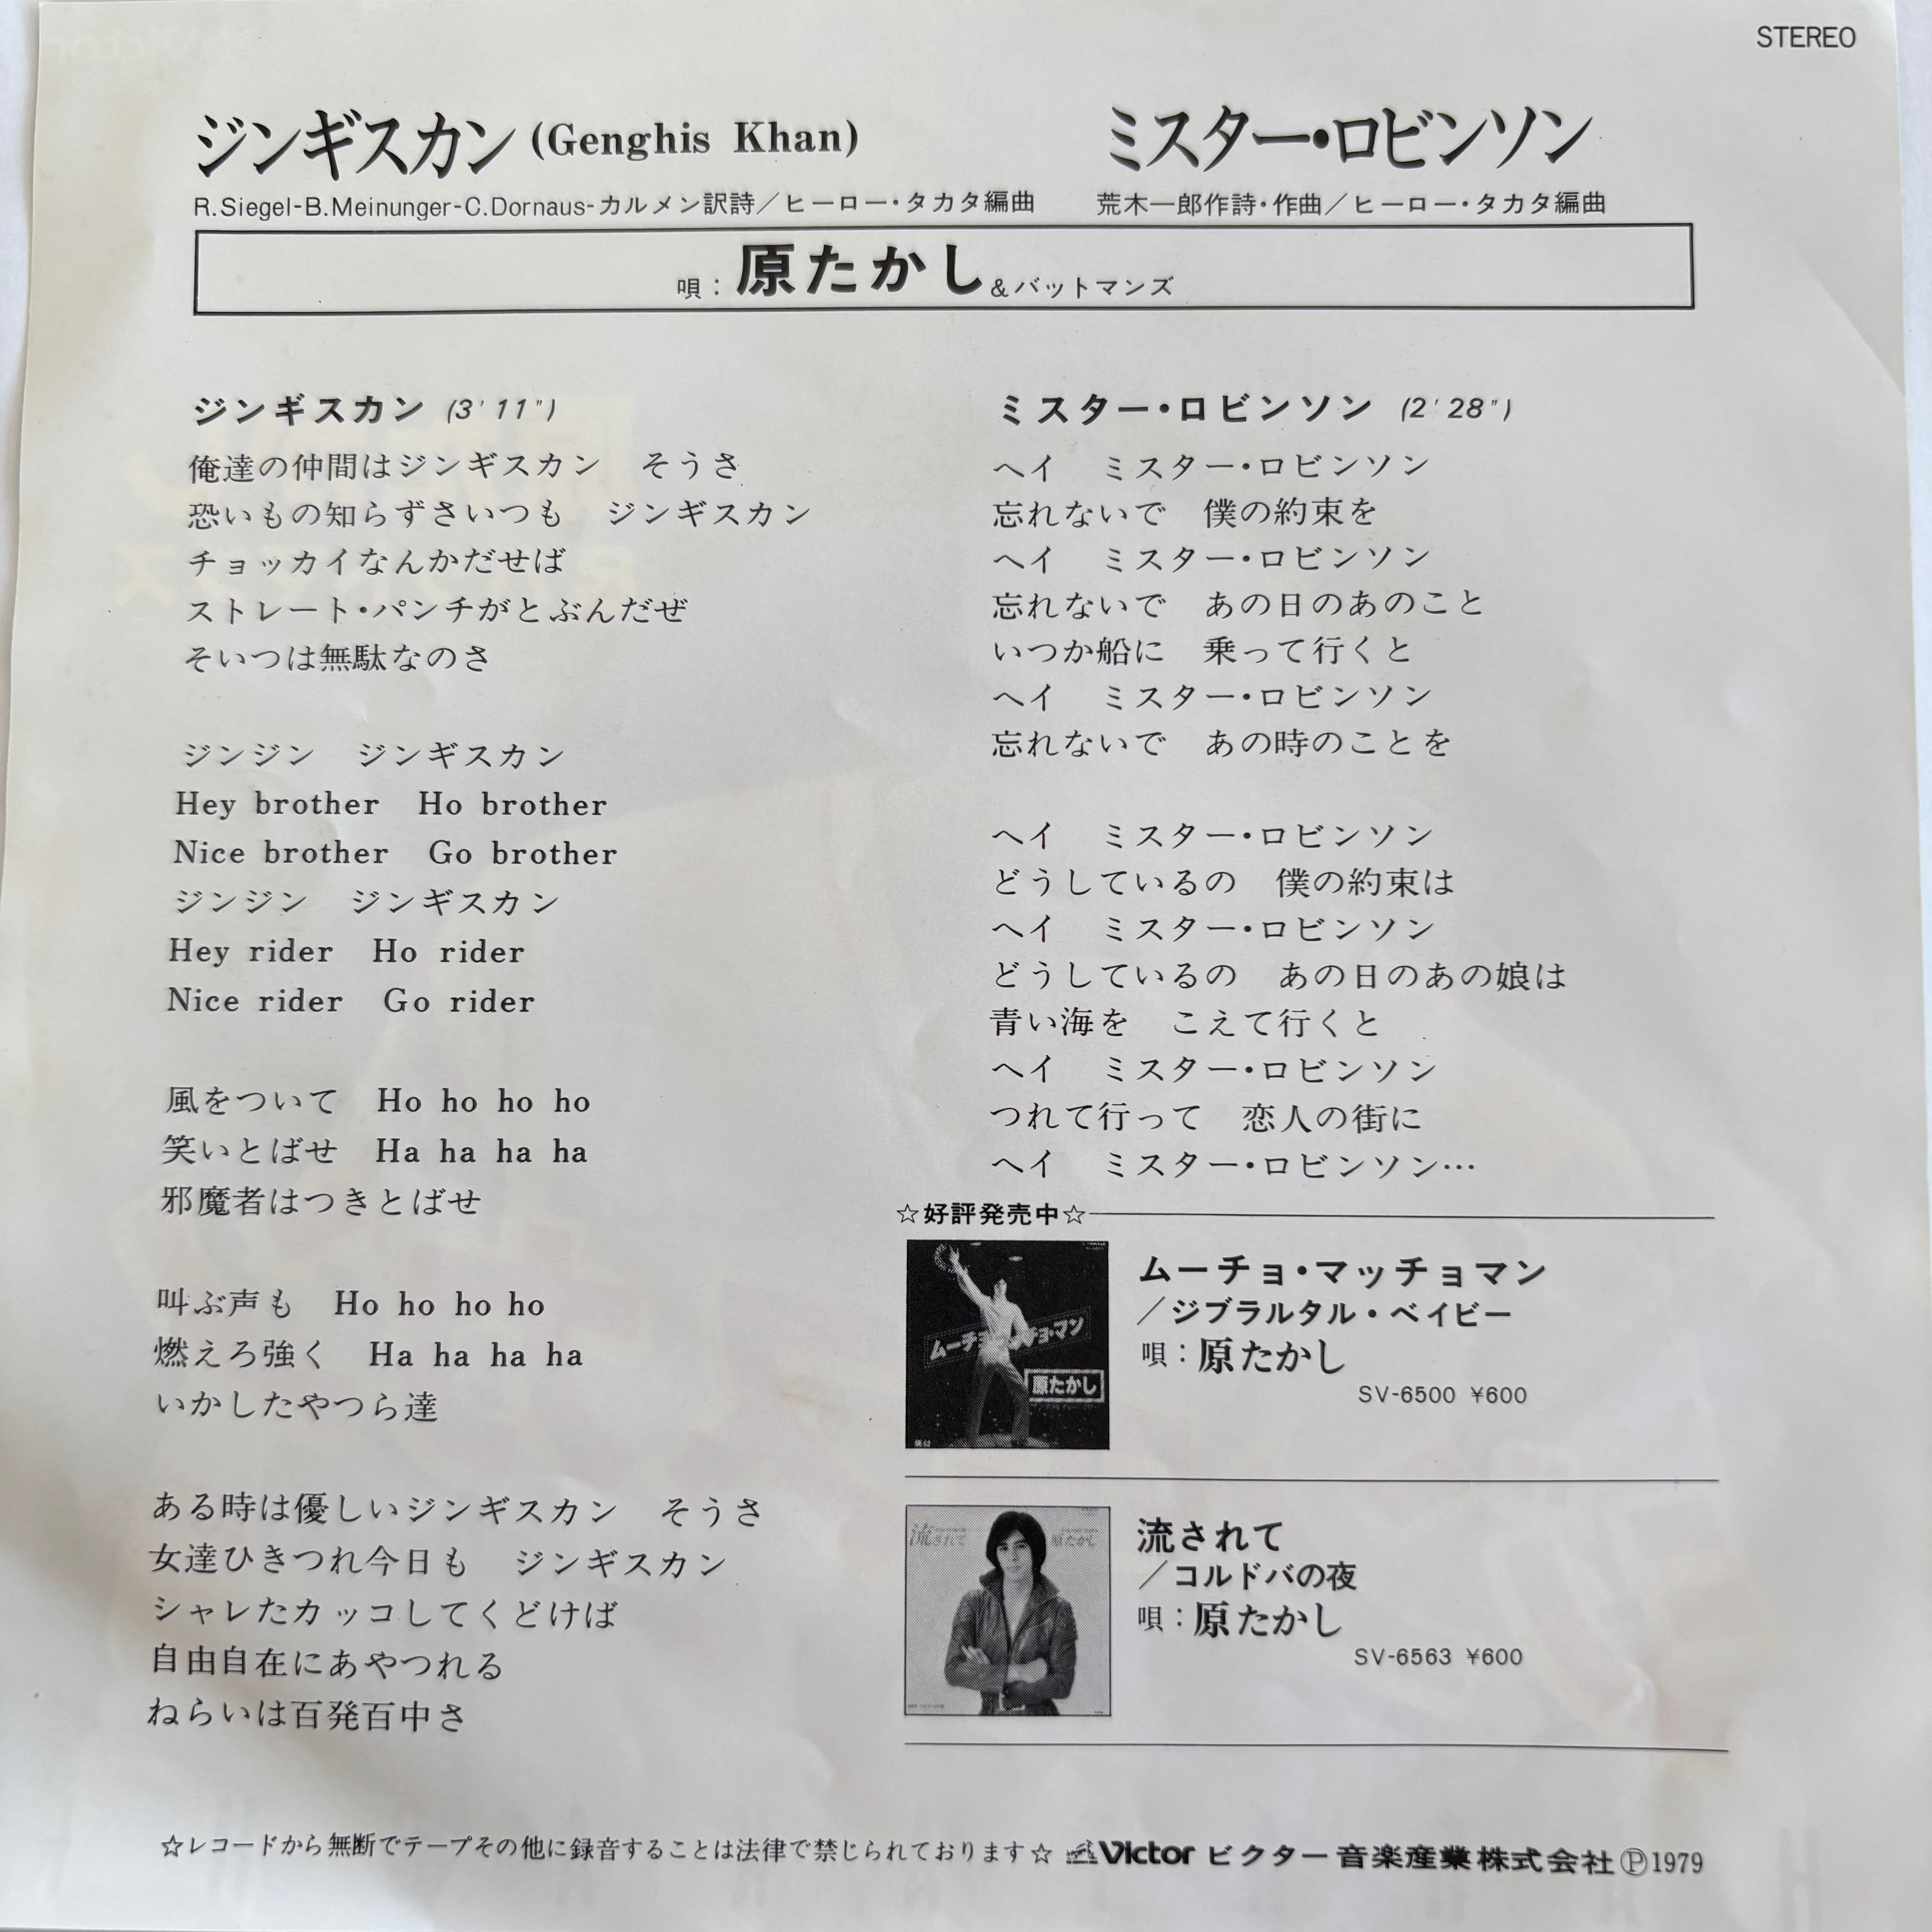 STEREO
ジンギスカン (Genghis Khan)
R.Siegel-B.Meinunger-C.Dornaus-カルメン訳詩／ヒーロー・タカタ編曲
ミスター・ロビンソン
荒木一郎作詩・作曲／ヒーロー・タカタ編曲
唄：原たかし&バットマンズ
ジンギスカン (3'11")
俺達の仲間はジンギスカン　そうさ
恐いもの知らずさいつも　ジンギスカン
チョッカイなんかだせば
ストレート・パンチがとぶんだぜ
そいつは無駄なのさ
ジンジン　ジンギスカン
Hey brother　Ho brother
Nice brother　Go brother
ジンジン　ジンギスカン
Hey rider　Ho rider
Nice rider　Go rider
風をついて　Ho ho ho ho
笑いとばせ　Ha ha ha ha
邪魔者はつきとばせ
叫ぶ声も　Ho ho ho ho
燃えろ強く　Ha ha ha ha
いかしたやつら達
ある時は優しいジンギスカン　そうさ
女達ひきつれ今日も　ジンギスカン
シャレたカッコしてくどけば
自由自在にあやつれる
ねらいは百発百中さ
ミスター・ロビンソン (2'28")
ヘイ　ミスター・ロビンソン
忘れないで　僕の約束を
ヘイ　ミスター・ロビンソン
忘れないで　あの日のあのこと
いつか船に　乗って行くと
ヘイ　ミスター・ロビンソン
忘れないで　あの時のことを
ヘイ　ミスター・ロビンソン
どうしているの　僕の約束は
ヘイ　ミスター・ロビンソン
どうしているの　あの日のあの娘は
青い海を　こえて行くと
ヘイ　ミスター・ロビンソン
つれて行って　恋人の街に
ヘイ　ミスター・ロビンソン…
☆好評発売中☆
ムーチョ・マッチョ・マン
原たかし
ムーチョ・マッチョマン
／ジブラルタル・ベイビー
唄：原たかし
SV-6500 ¥600
流されて
原たかし
流されて
／コルドバの夜
唄：原たかし
SV-6563 ¥600
☆レコードから無断でテープその他に録音することは法律で禁じられております☆ Victor ビクター音楽産業株式会社Ⓟ1979